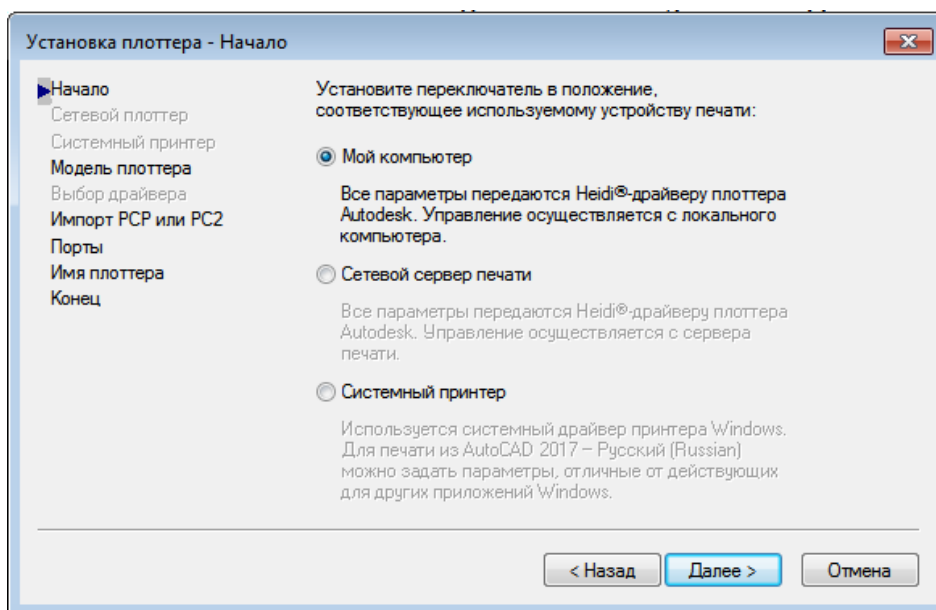 Установка плоттера - Начало
Начало
Сетевой плоттер
Системный принтер
Модель плоттера
Выбор драйвера
Импорт PCP или PC2
Порты
Имя плоттера
Конец
Установите переключатель в положение,
соответствующее используемому устройству печати:
Мой компьютер
Все параметры передаются Heidi®-драйверу плоттера
Autodesk. Управление осуществляется с локального
компьютера.
Сетевой сервер печати
Все параметры передаются Heidi®-драйверу плоттера
Autodesk. Управление осуществляется с сервера
печати.
Системный принтер
Используется системный драйвер принтера Windows.
Для печати из AutoCAD 2017 – Русский (Russian)
можно задать параметры, отличные от действующих
для других приложений Windows.
< Назад
Далее >
Отмена